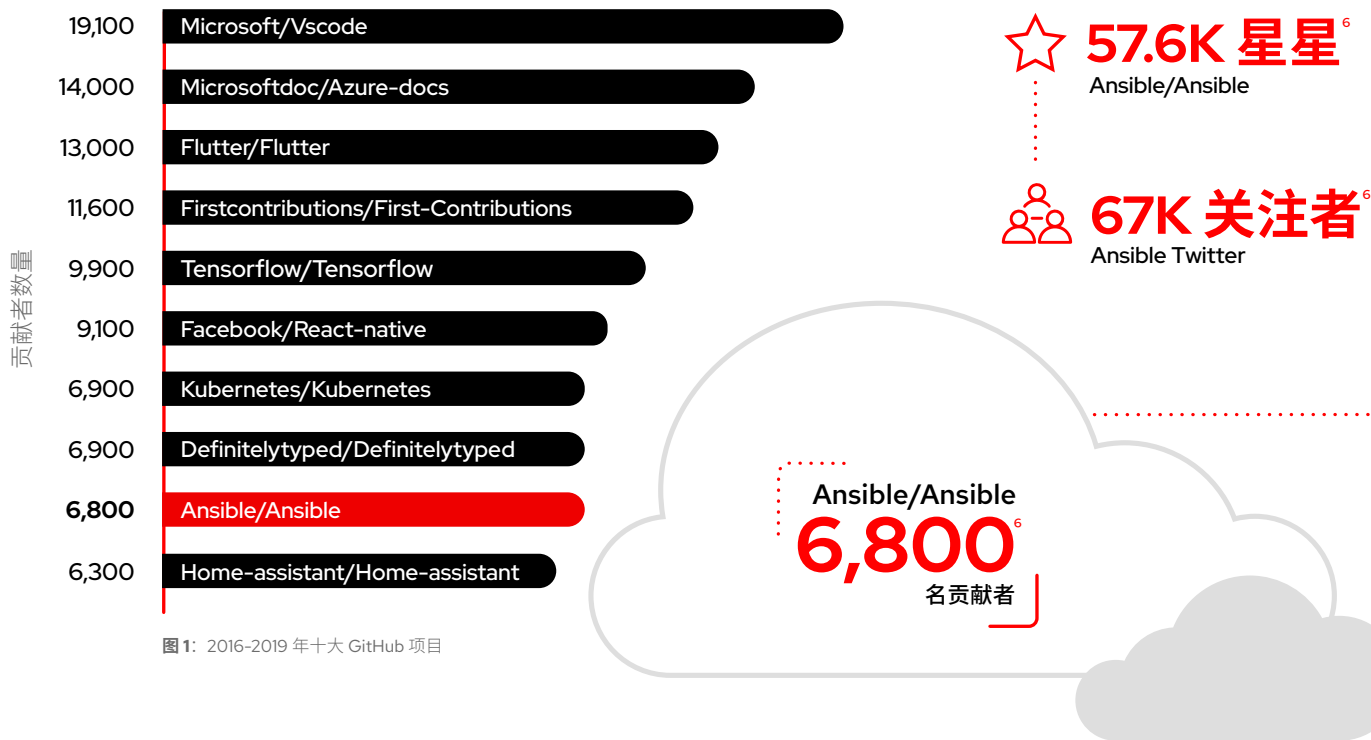 贡献者数量
19,100 Microsoft/Vscode
14,000 Microsoftdoc/Azure-docs
13,000 Flutter/Flutter
11,600 Firstcontributions/First-Contributions
9,900 Tensorflow/Tensorflow
9,100 Facebook/React-native
6,900 Kubernetes/Kubernetes
6,900 Definitelytyped/Definitelytyped
6,800 Ansible/Ansible
6,300 Home-assistant/Home-assistant
图 1：2016-2019 年十大 GitHub 项目
57.6K 星星6
Ansible/Ansible
67K 关注者6
Ansible Twitter
Ansible/Ansible
6,8006
名贡献者